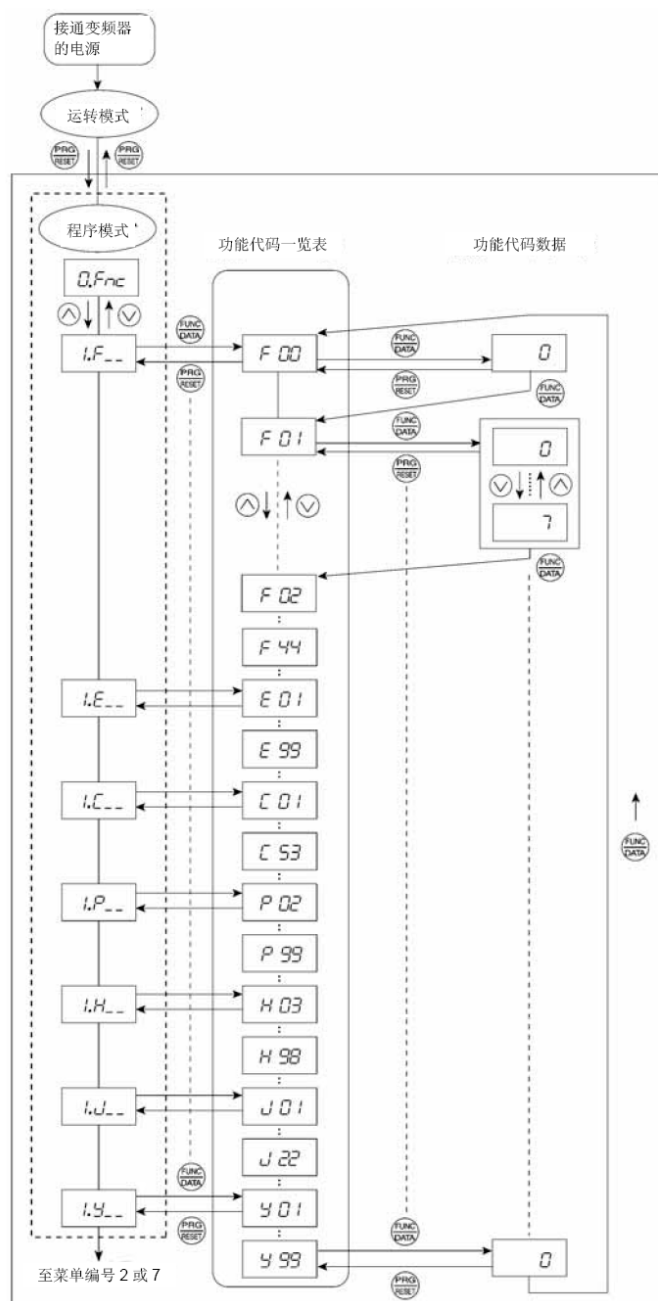 接通变频器
的电源
运转模式
PRG
RESET
PRG
RESET
程序模式
功能代码一览表
功能代码数据
0.Fnc
1.F__
FUNC
DATA
PRG
RESET
F 00
FUNC
DATA
PRG
RESET
0
FUNC
DATA
F 01
FUNC
DATA
PRG
RESET
0
7
FUNC
DATA
F 02
F 44
1.E__
E 01
E 99
1.C__
C 01
C 53
FUNC
DATA
1.P__
P 02
P 99
1.H__
H 03
H 98
1.J__
J 01
J 22
FUNC
DATA
1.y__
PRG
RESET
y 01
FUNC
DATA
y 99
PRG
RESET
0
至菜单编号 2 或 7